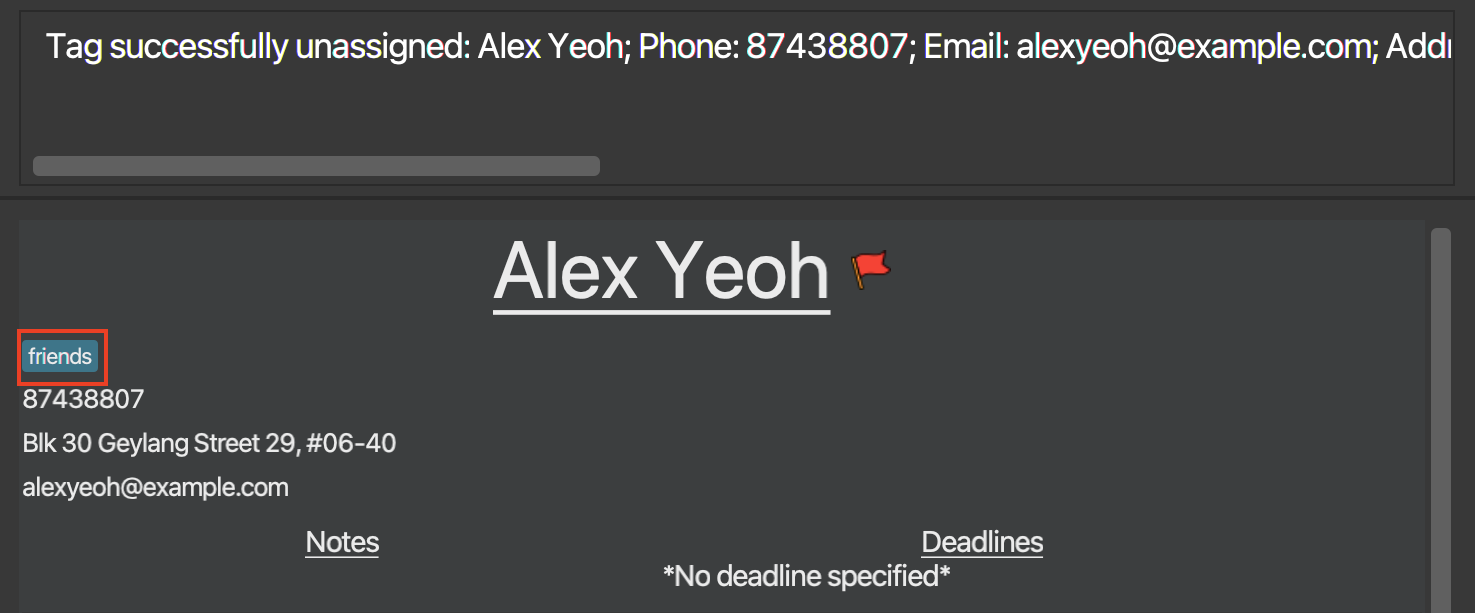 Tag successfully unassigned: Alex Yeoh; Phone: 87438807; Email: alexyeoh@example.com;
Alex Yeoh
friends
87438807
Blk 30 Geylang Street 29, #06-40
alexyeoh@example.com
Notes
Deadlines
*No deadline specified*